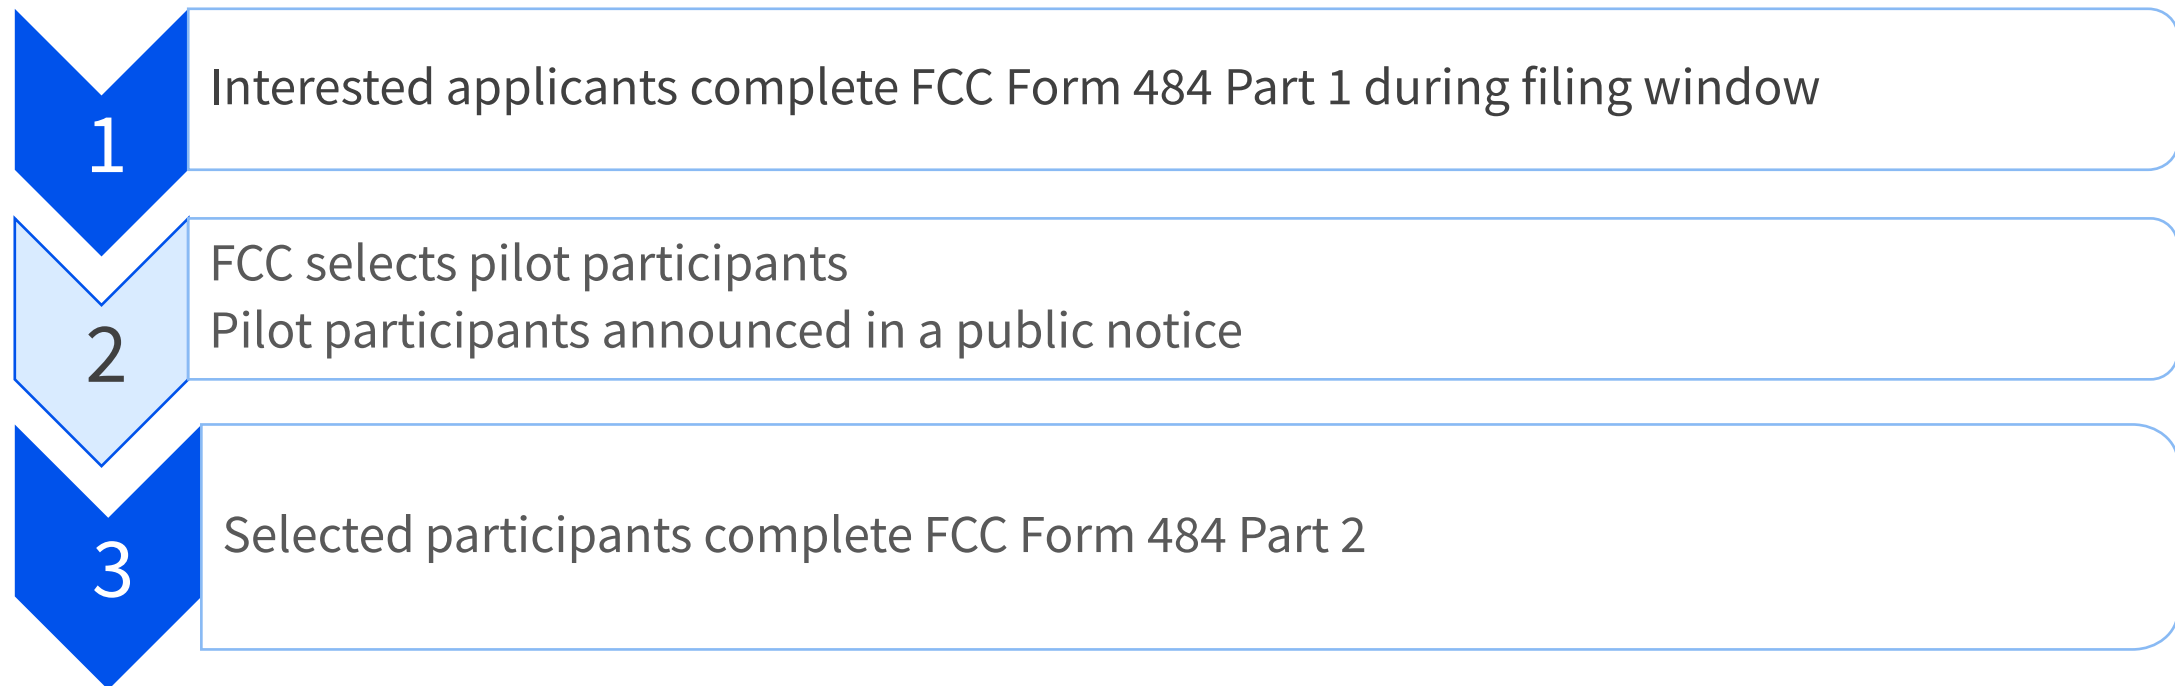 1
Interested applicants complete FCC Form 484 Part 1 during filing window
2
FCC selects pilot participants
Pilot participants announced in a public notice
3
Selected participants complete FCC Form 484 Part 2